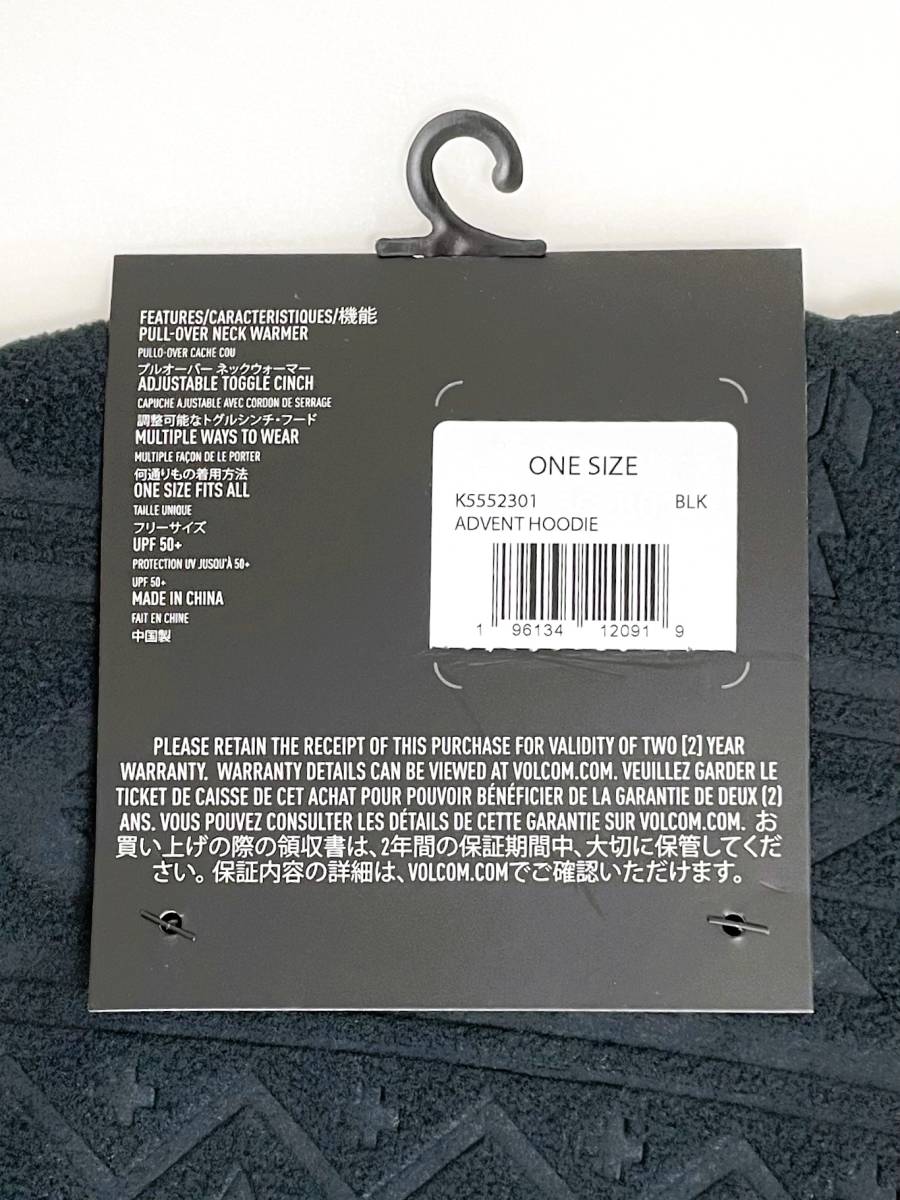 FEATURES/CARACTERISTIQUES/機能
PULL-OVER NECK WARMER
PULLO-OVER CACHE COU
プルオーバー ネックウォーマー
ADJUSTABLE TOGGLE CINCH
CAPUCHE AJUSTABLE AVEC CORDON DE SERRAGE
調整可能なトグルシンチ・フード
MULTIPLE WAYS TO WEAR
MULTIPLE FAÇON DE LE PORTER
何通りもの着用方法
ONE SIZE FITS ALL
TAILLE UNIQUE
フリーサイズ
UPF 50+
PROTECTION UV JUSQU'À 50+
UPF 50+
MADE IN CHINA
FAIT EN CHINE
中国製
ONE SIZE
K5552301 BLK
ADVENT HOODIE
1 96134 12091 9
PLEASE RETAIN THE RECEIPT OF THIS PURCHASE FOR VALIDITY OF TWO [2] YEAR
WARRANTY. WARRANTY DETAILS CAN BE VIEWED AT VOLCOM.COM. VEUILLEZ GARDER LE
TICKET DE CAISSE DE CET ACHAT POUR POUVOIR BÉNÉFICIER DE LA GARANTIE DE DEUX (2)
ANS. VOUS POUVEZ CONSULTER LES DÉTAILS DE CETTE GARANTIE SUR VOLCOM.COM. お
買い上げの際の領収書は、2年間の保証期間中、大切に保管してくだ
さい。保証内容の詳細は、VOLCOM.COMでご確認いただけます。